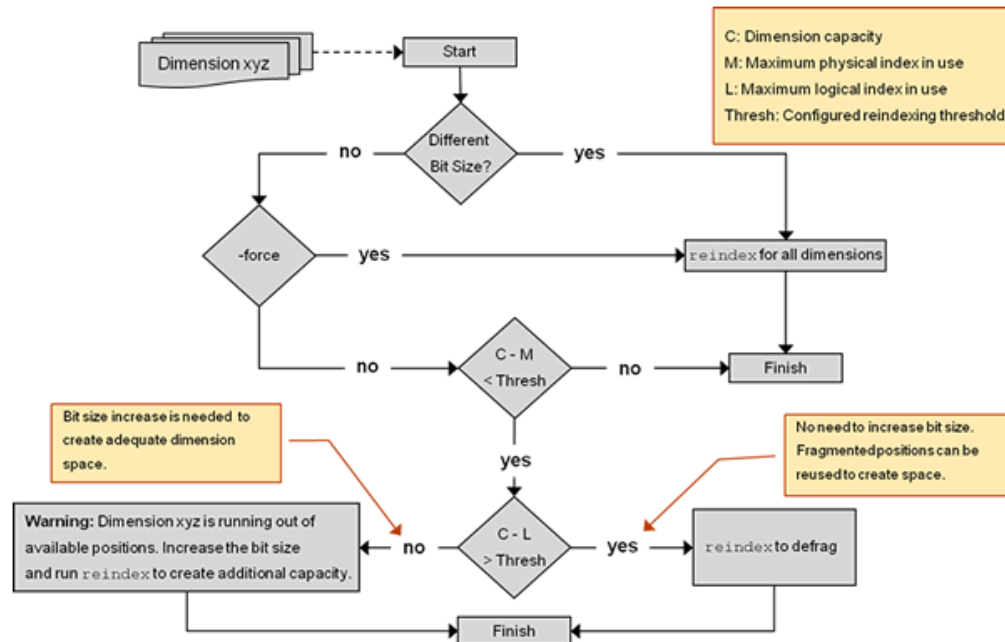 Dimension xyz
Start
C: Dimension capacity
M: Maximum physical index in use
L: Maximum logical index in use
Thresh: Configured reindexing threshold
Different
Bit Size?
no
yes
-force
yes
reindex for all dimensions
no
C - M
< Thresh
no
Finish
Bit size increase is needed to
create adequate dimension
space.
yes
No need to increase bit size.
Fragmented positions can be
reused to create space.
Warning: Dimension xyz is running out of
available positions. Increase the bit size
and run reindex to create additional capacity.
no
C - L
> Thresh
yes
reindex to defrag
Finish